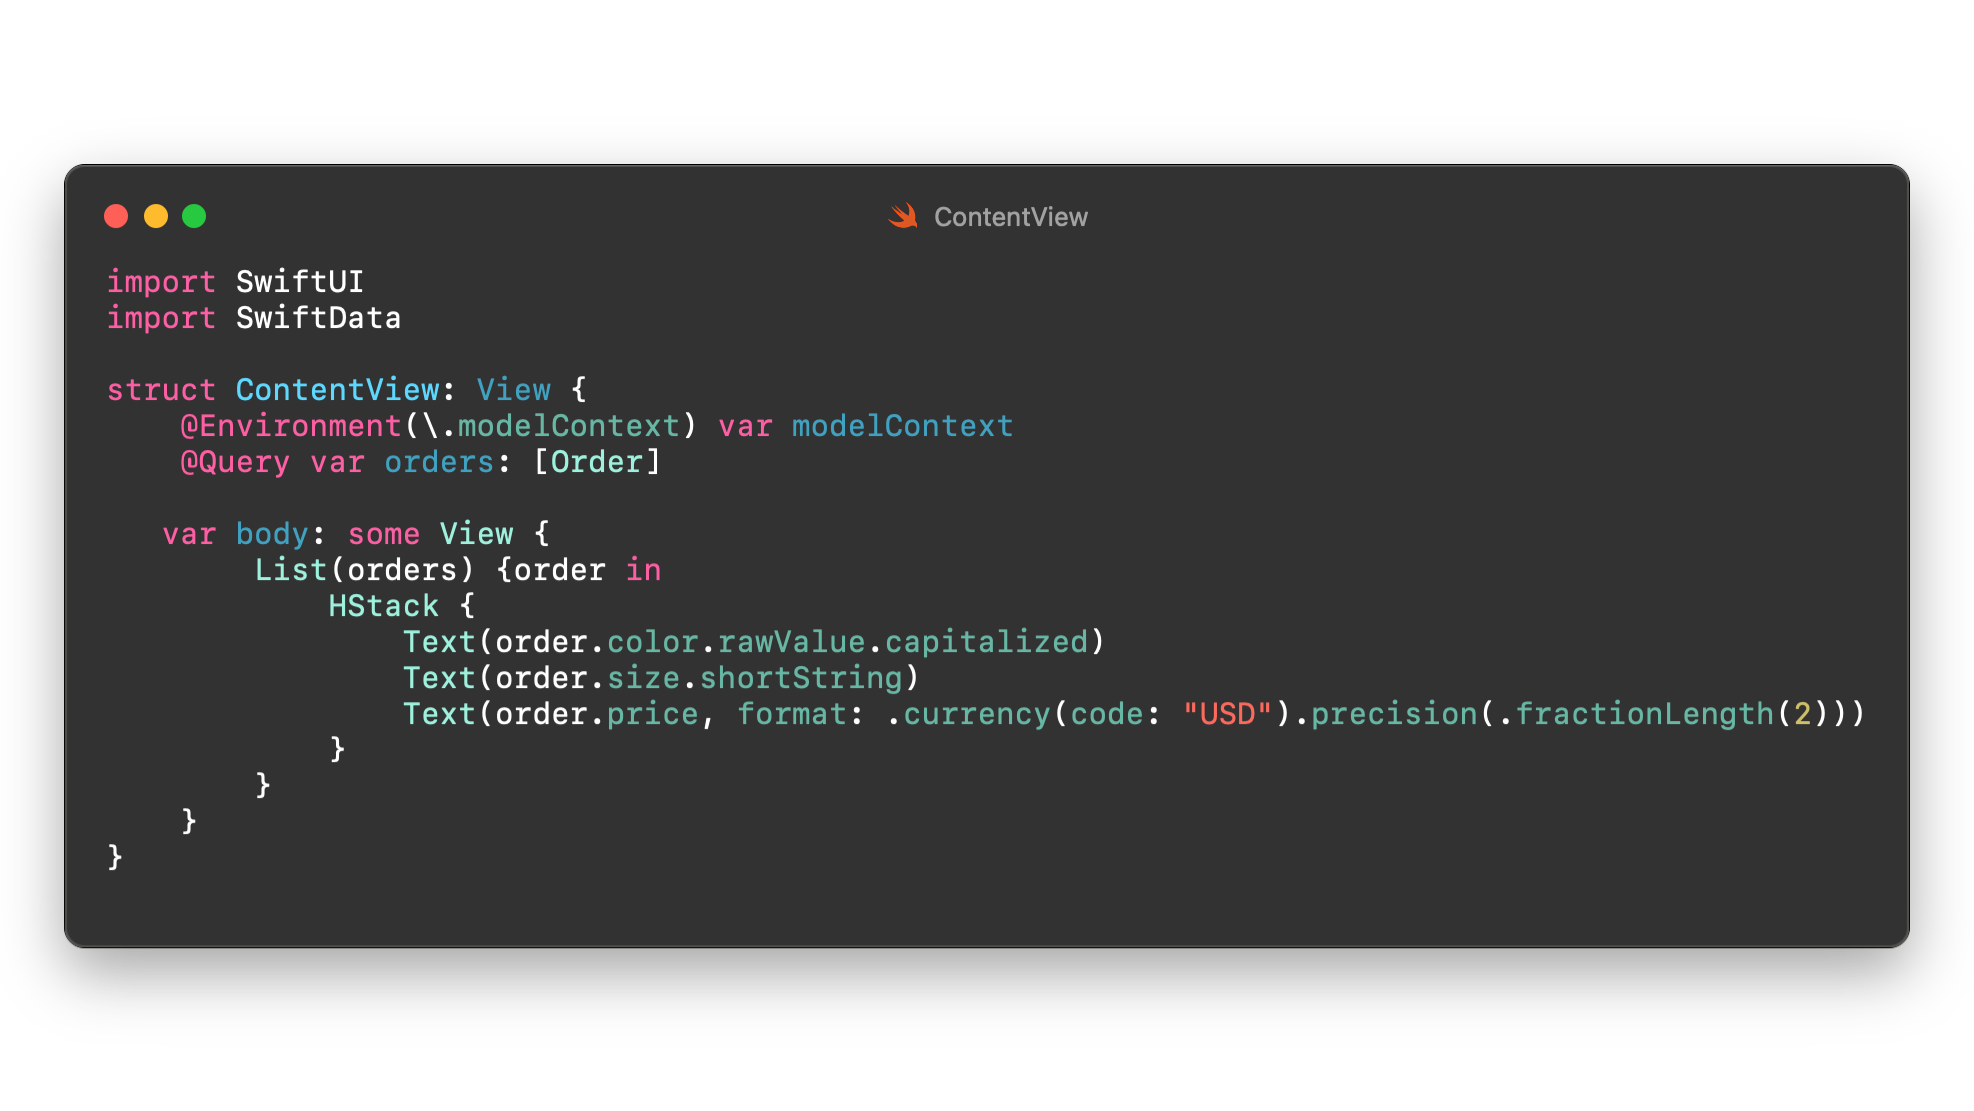 ContentView
import SwiftUI
import SwiftData
struct ContentView: View {
    @Environment(\.modelContext) var modelContext
    @Query var orders: [Order]
   var body: some View {
        List(orders) {order in
            HStack {
                Text(order.color.rawValue.capitalized)
                Text(order.size.shortString)
                Text(order.price, format: .currency(code: "USD").precision(.fractionLength(2)))
            }
        }
    }
}